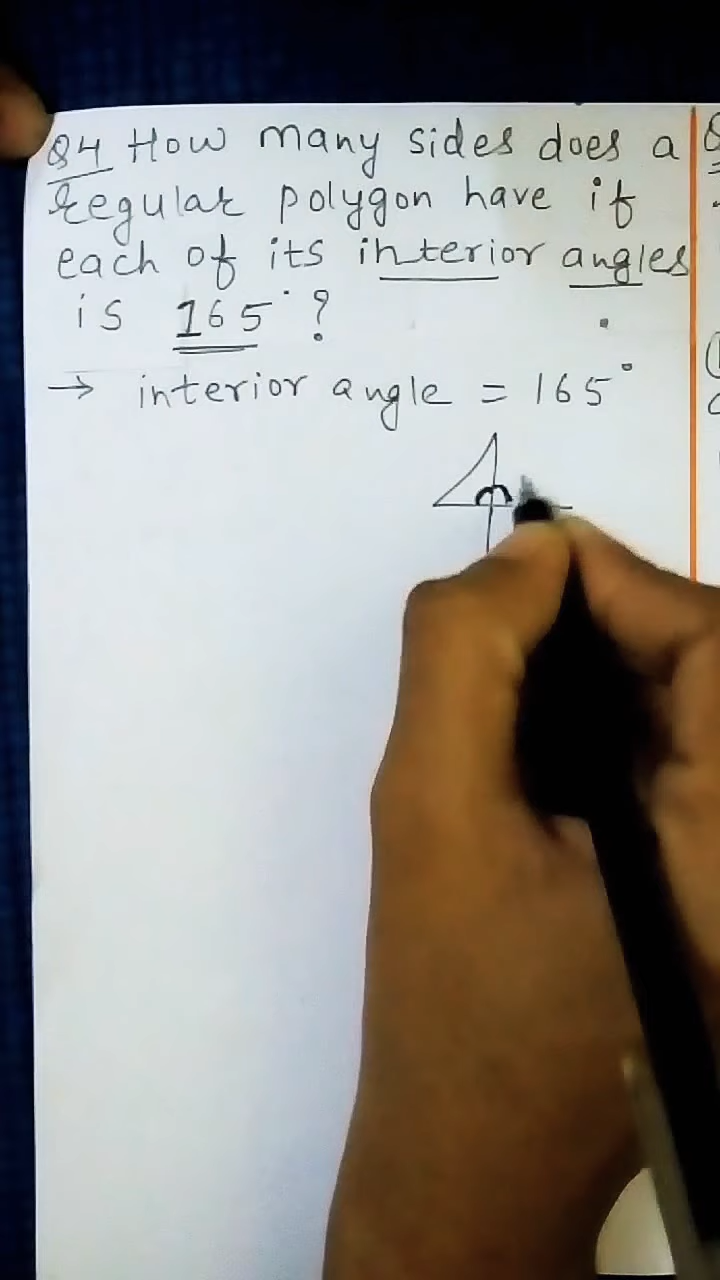 Q4 How many sides does a
regular polygon have if
each of its interior angles
is 165° ?
→ interior angle = 165°